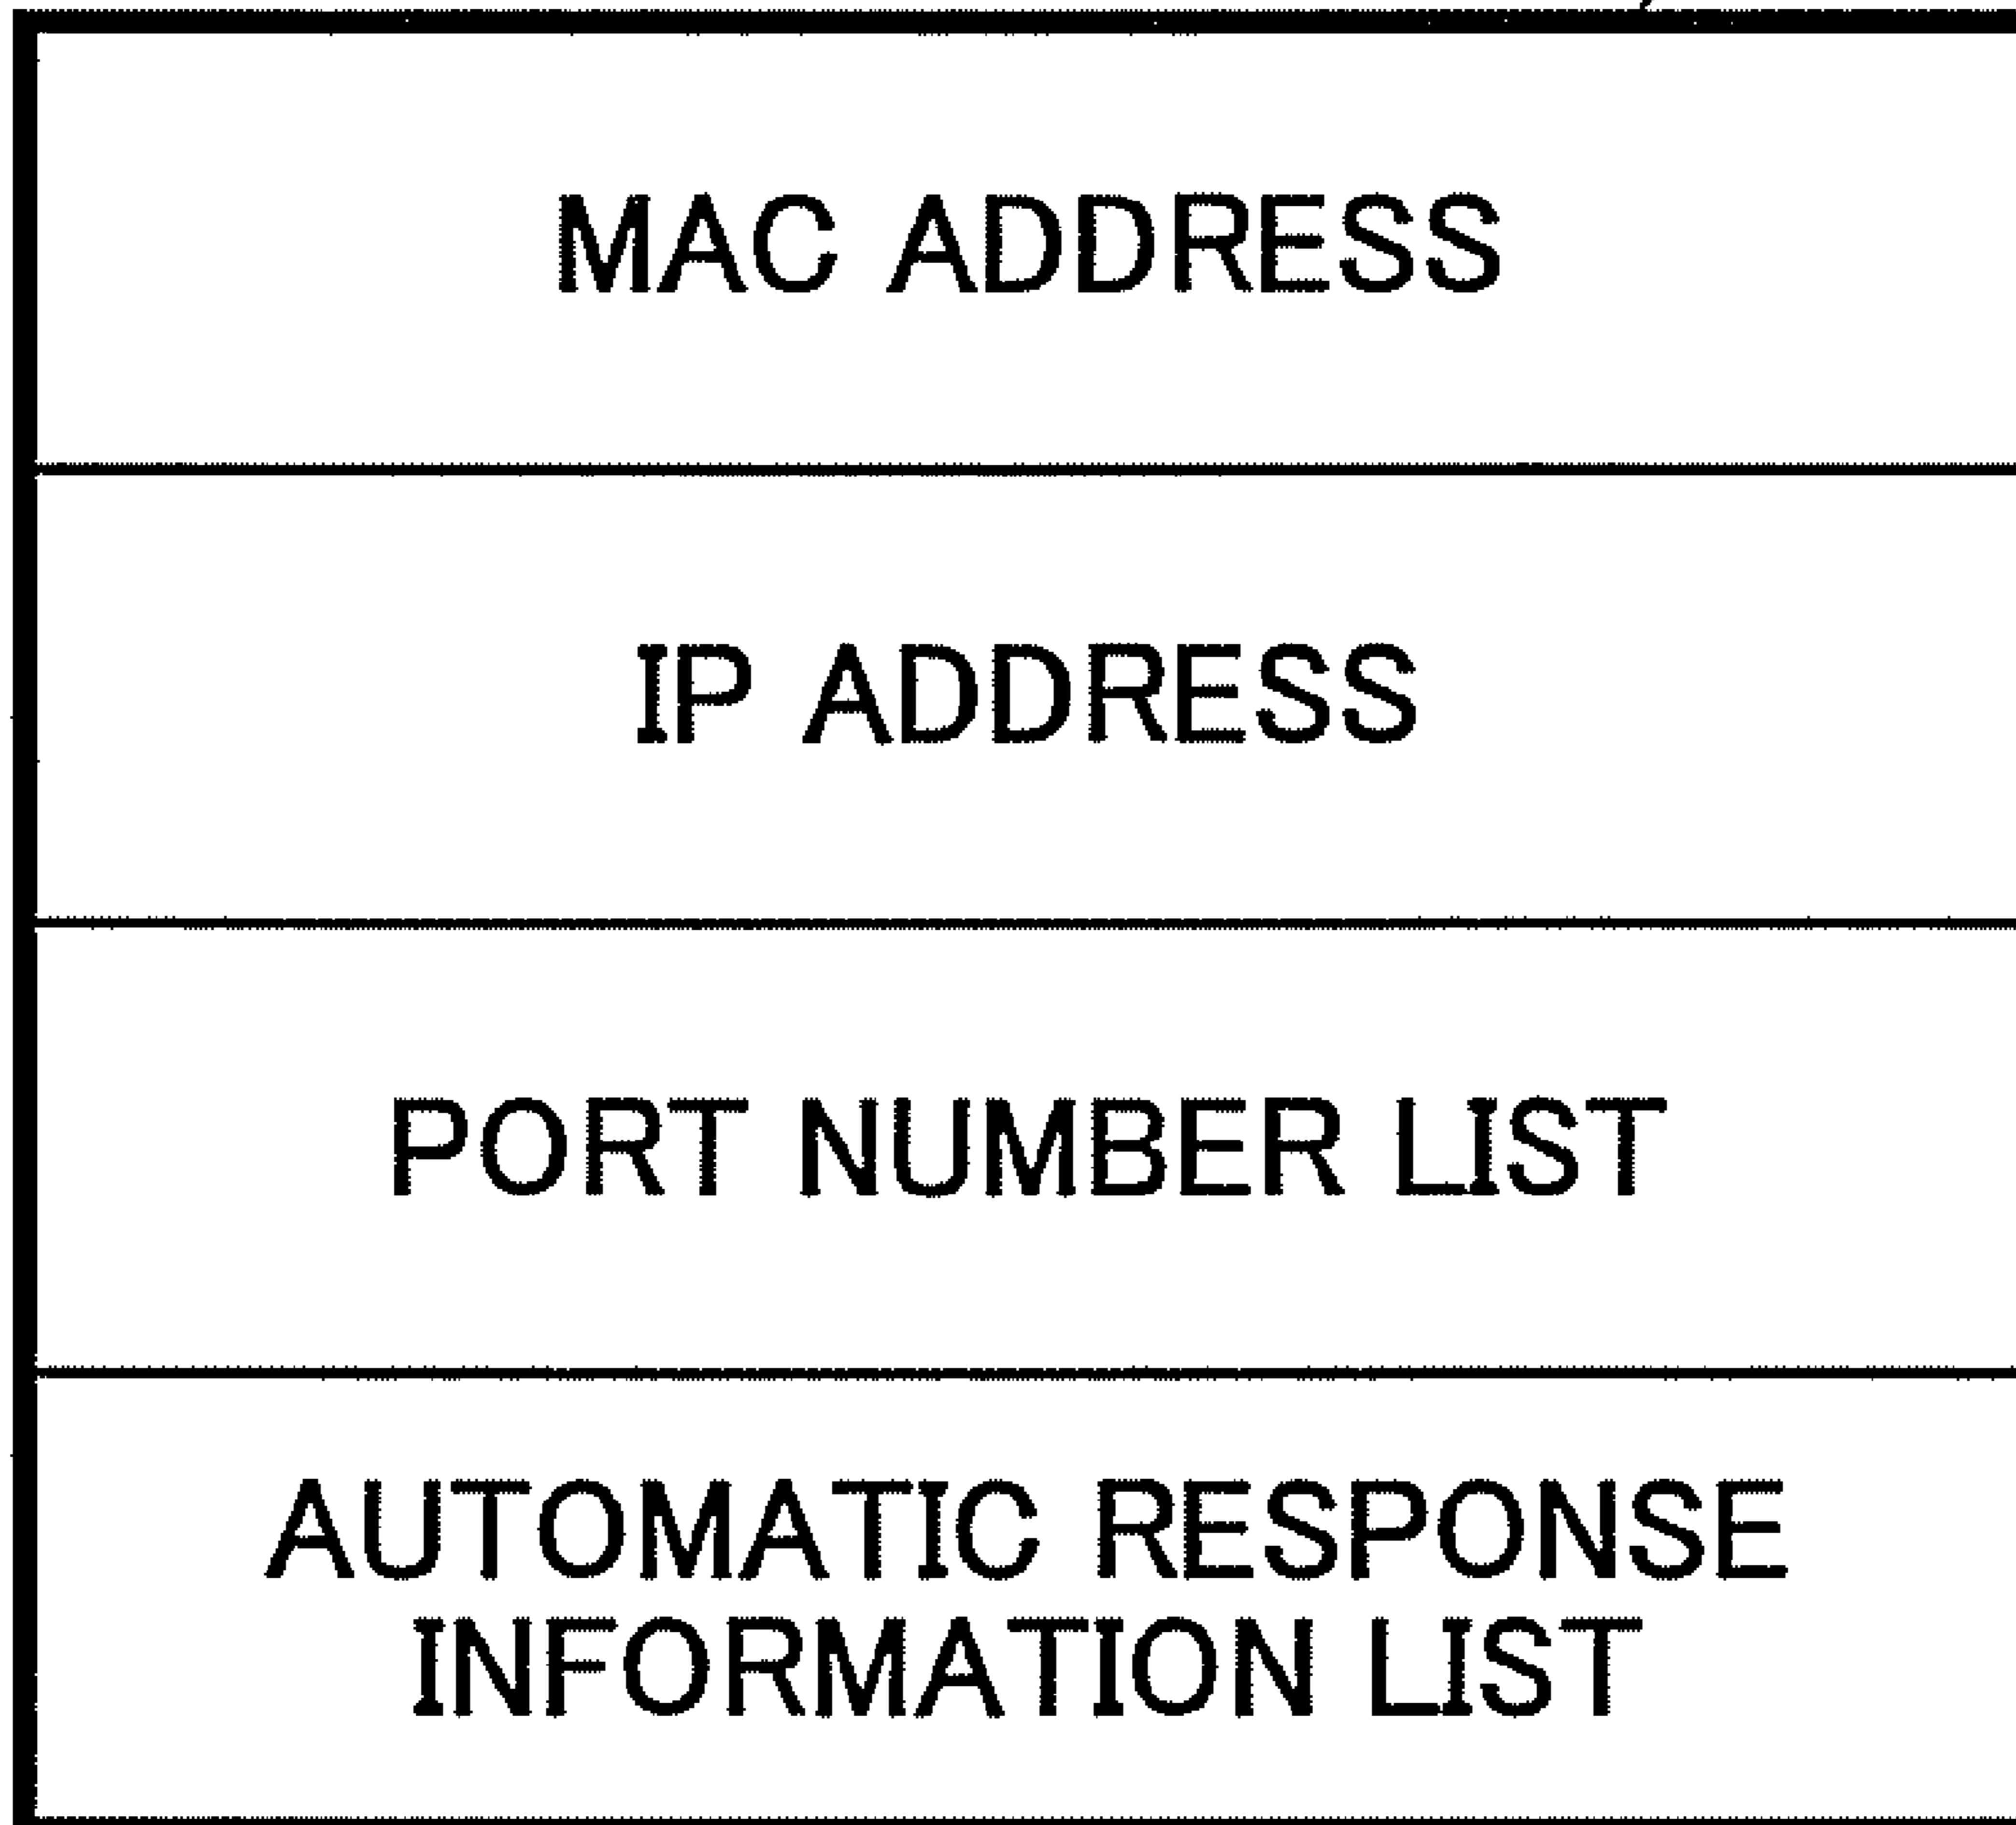 MAC ADDRESS
IP ADDRESS
PORT NUMBER LIST
AUTOMATIC RESPONSE
INFORMATION LIST